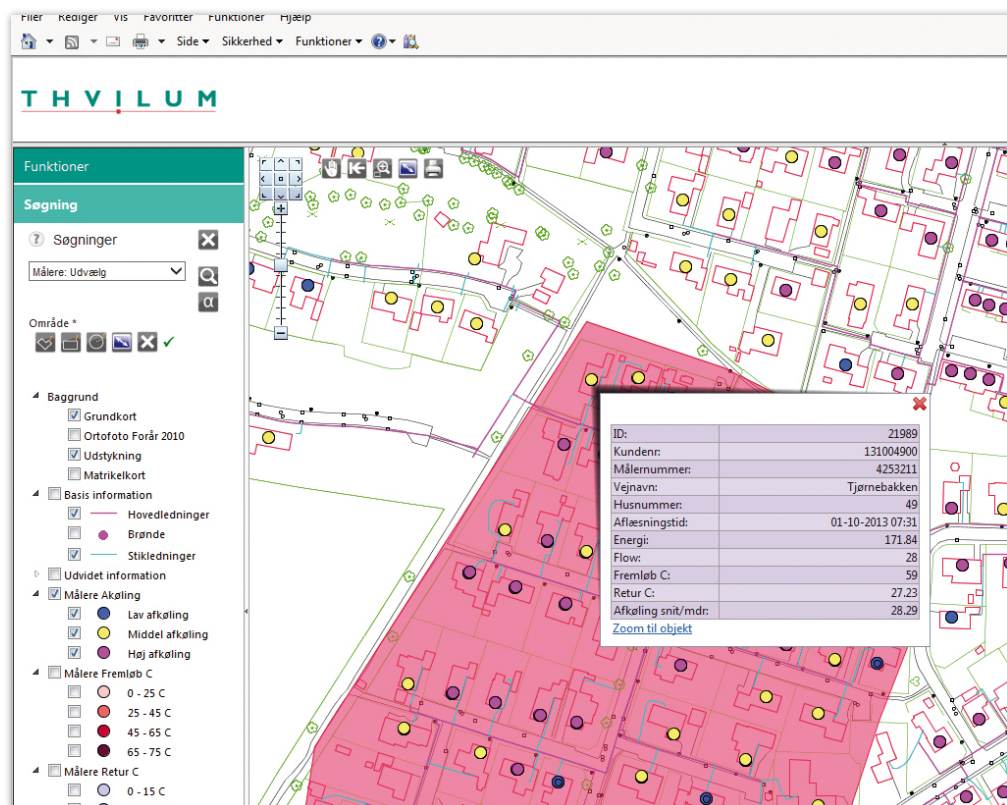 Filer Rediger Vis Favoritter Funktioner Hjælp
Side Sikkerhed Funktioner
THVILUM
Funktioner
Søgning
Søgninger
Målere: Udvælg
α
Område *
Baggrund
Grundkort
Ortofoto Forår 2010
Udstykning
Matrikelkort
Basis information
Hovedledninger
Brønde
Stikledninger
Udvidet information
Målere Akøling
Lav afkøling
Middel afkøling
Høj afkøling
Målere Fremløb C
0 - 25 C
25 - 45 C
45 - 65 C
65 - 75 C
Målere Retur C
0 - 15 C
ID: 21989
Kundenr: 131004900
Målernummer: 4253211
Vejnavn: Tjørnebakken
Husnummer: 49
Aflæsningstid: 01-10-2013 07:31
Energi: 171.84
Flow: 28
Fremløb C: 59
Retur C: 27.23
Afkøling snit/mdr: 28.29
Zoom til objekt